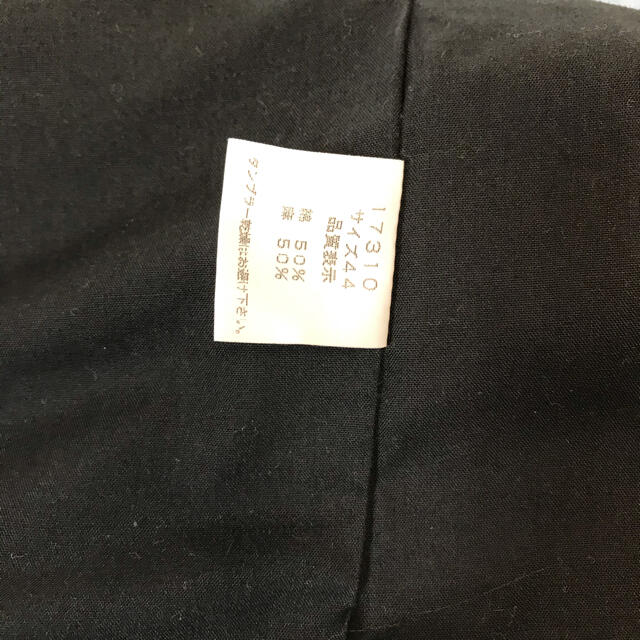 17310
サイズ44
品質表示
綿 50%
麻 50%
タンブラー乾燥はお避け下さい。